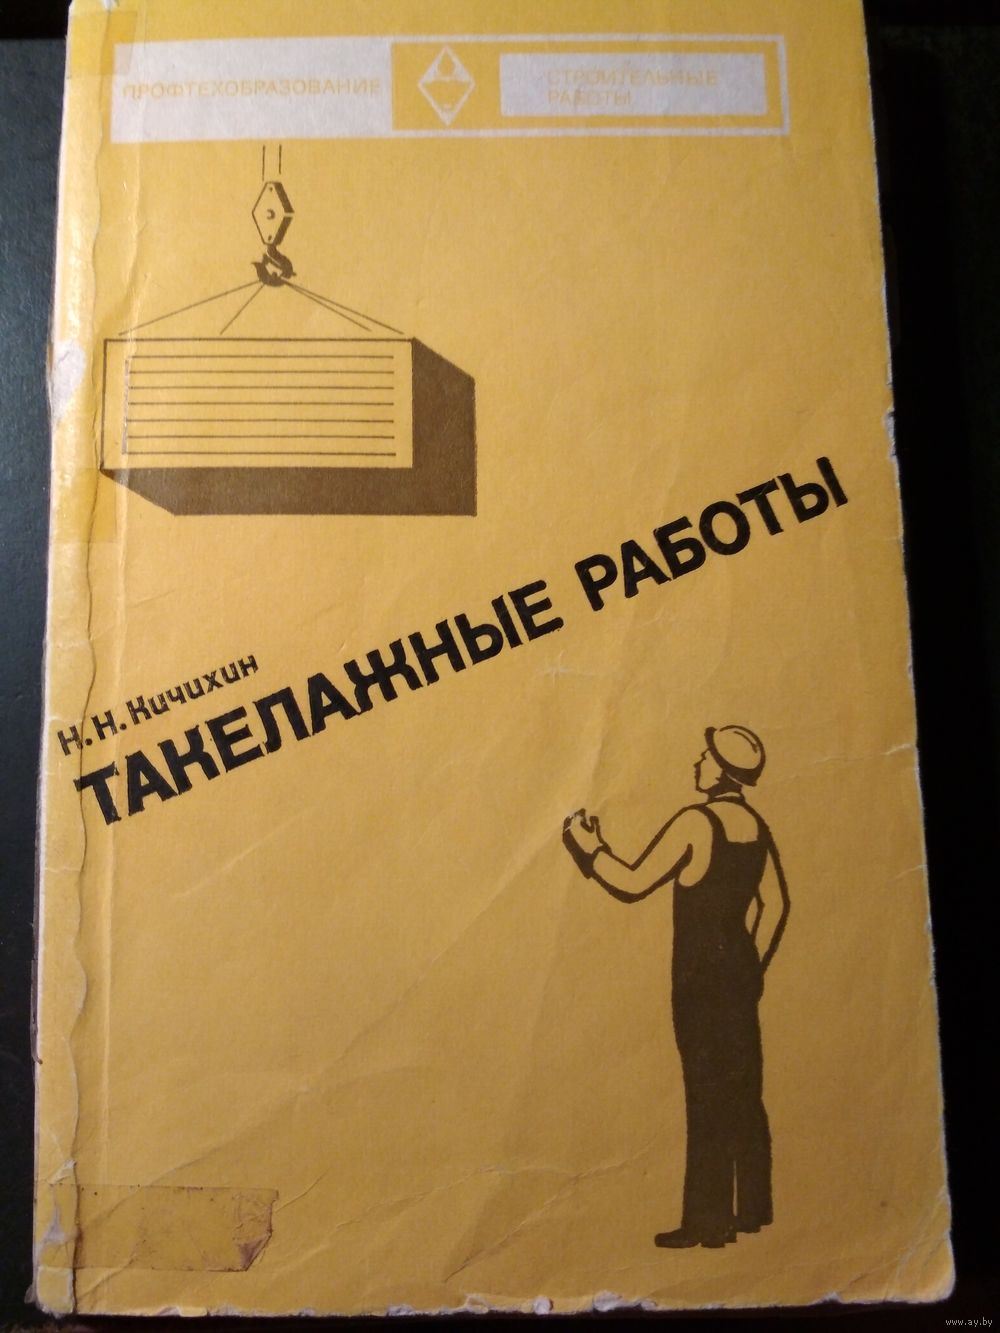 ПРОФТЕХОБРАЗОВАНИЕ
СТРОИТЕЛЬНЫЕ
РАБОТЫ
Н. Н. Кичихин
ТАКЕЛАЖНЫЕ РАБОТЫ
www.ay.by